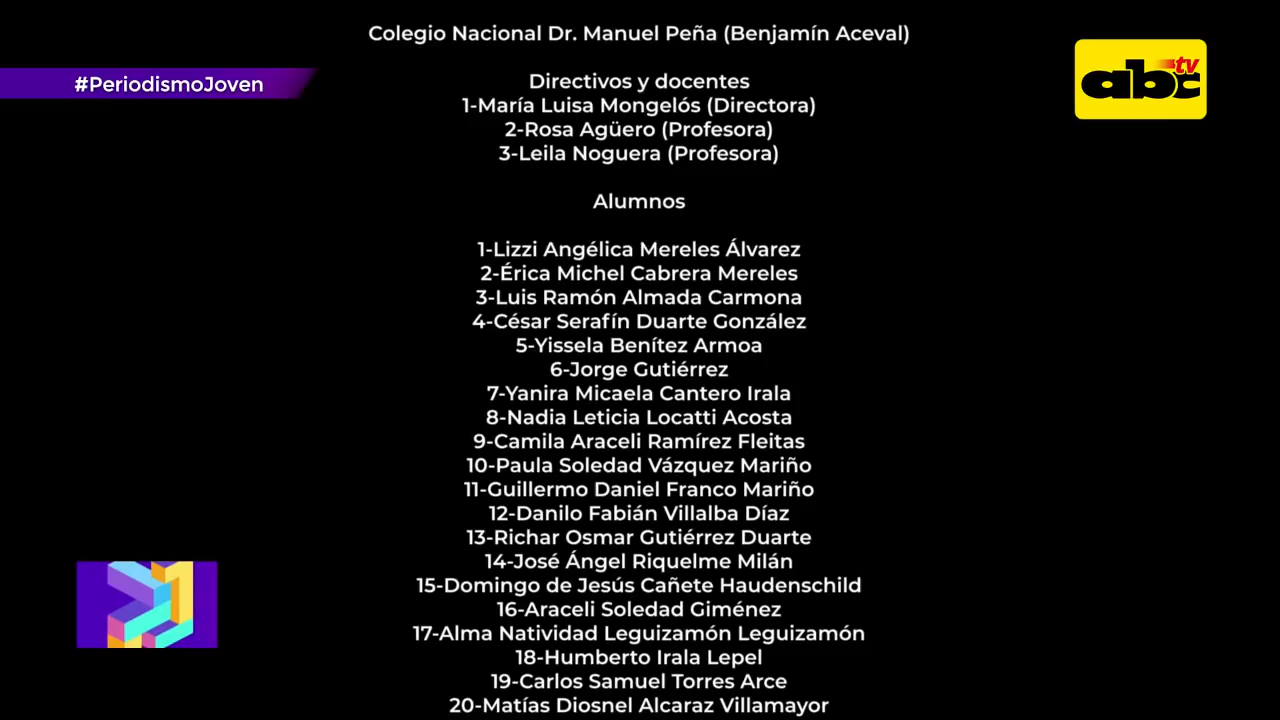 Colegio Nacional Dr. Manuel Peña (Benjamín Aceval)
#PeriodismoJoven
abc tv
Directivos y docentes
1-María Luisa Mongelós (Directora)
2-Rosa Agüero (Profesora)
3-Leila Noguera (Profesora)
Alumnos
1-Lizzi Angélica Mereles Álvarez
2-Érica Michel Cabrera Mereles
3-Luis Ramón Almada Carmona
4-César Serafín Duarte González
5-Yissela Benítez Armoa
6-Jorge Gutiérrez
7-Yanira Micaela Cantero Irala
8-Nadia Leticia Locatti Acosta
9-Camila Araceli Ramírez Fleitas
10-Paula Soledad Vázquez Mariño
11-Guillermo Daniel Franco Mariño
12-Danilo Fabián Villalba Díaz
13-Richar Osmar Gutiérrez Duarte
14-José Ángel Riquelme Milán
15-Domingo de Jesús Cañete Haudenschild
16-Araceli Soledad Giménez
17-Alma Natividad Leguizamón Leguizamón
18-Humberto Irala Lepel
19-Carlos Samuel Torres Arce
20-Matías Diosnel Alcaraz Villamayor